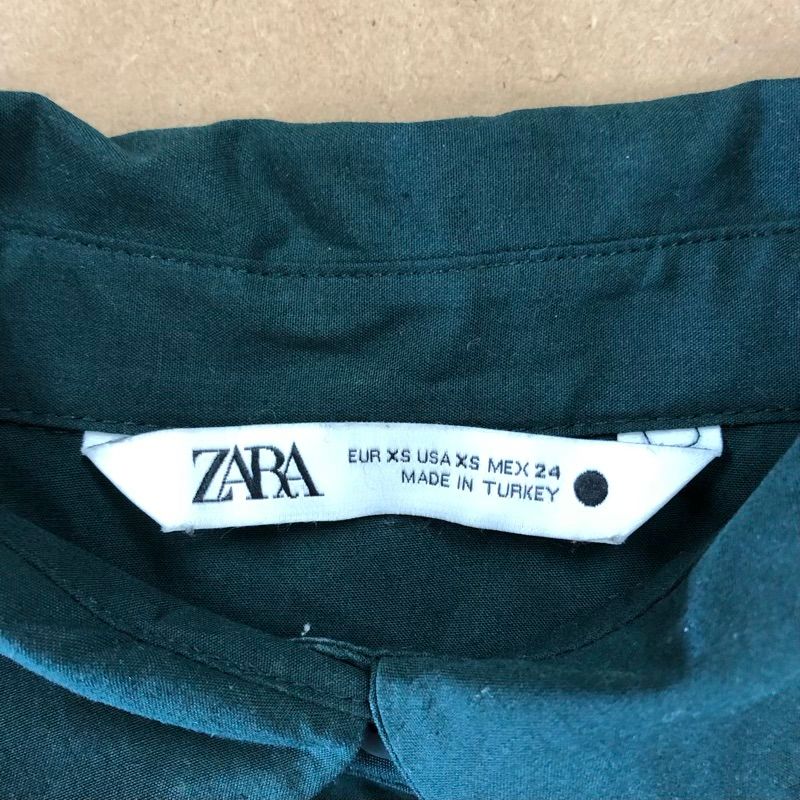 ZARA
EUR XS USA XS MEX 24
MADE IN TURKEY